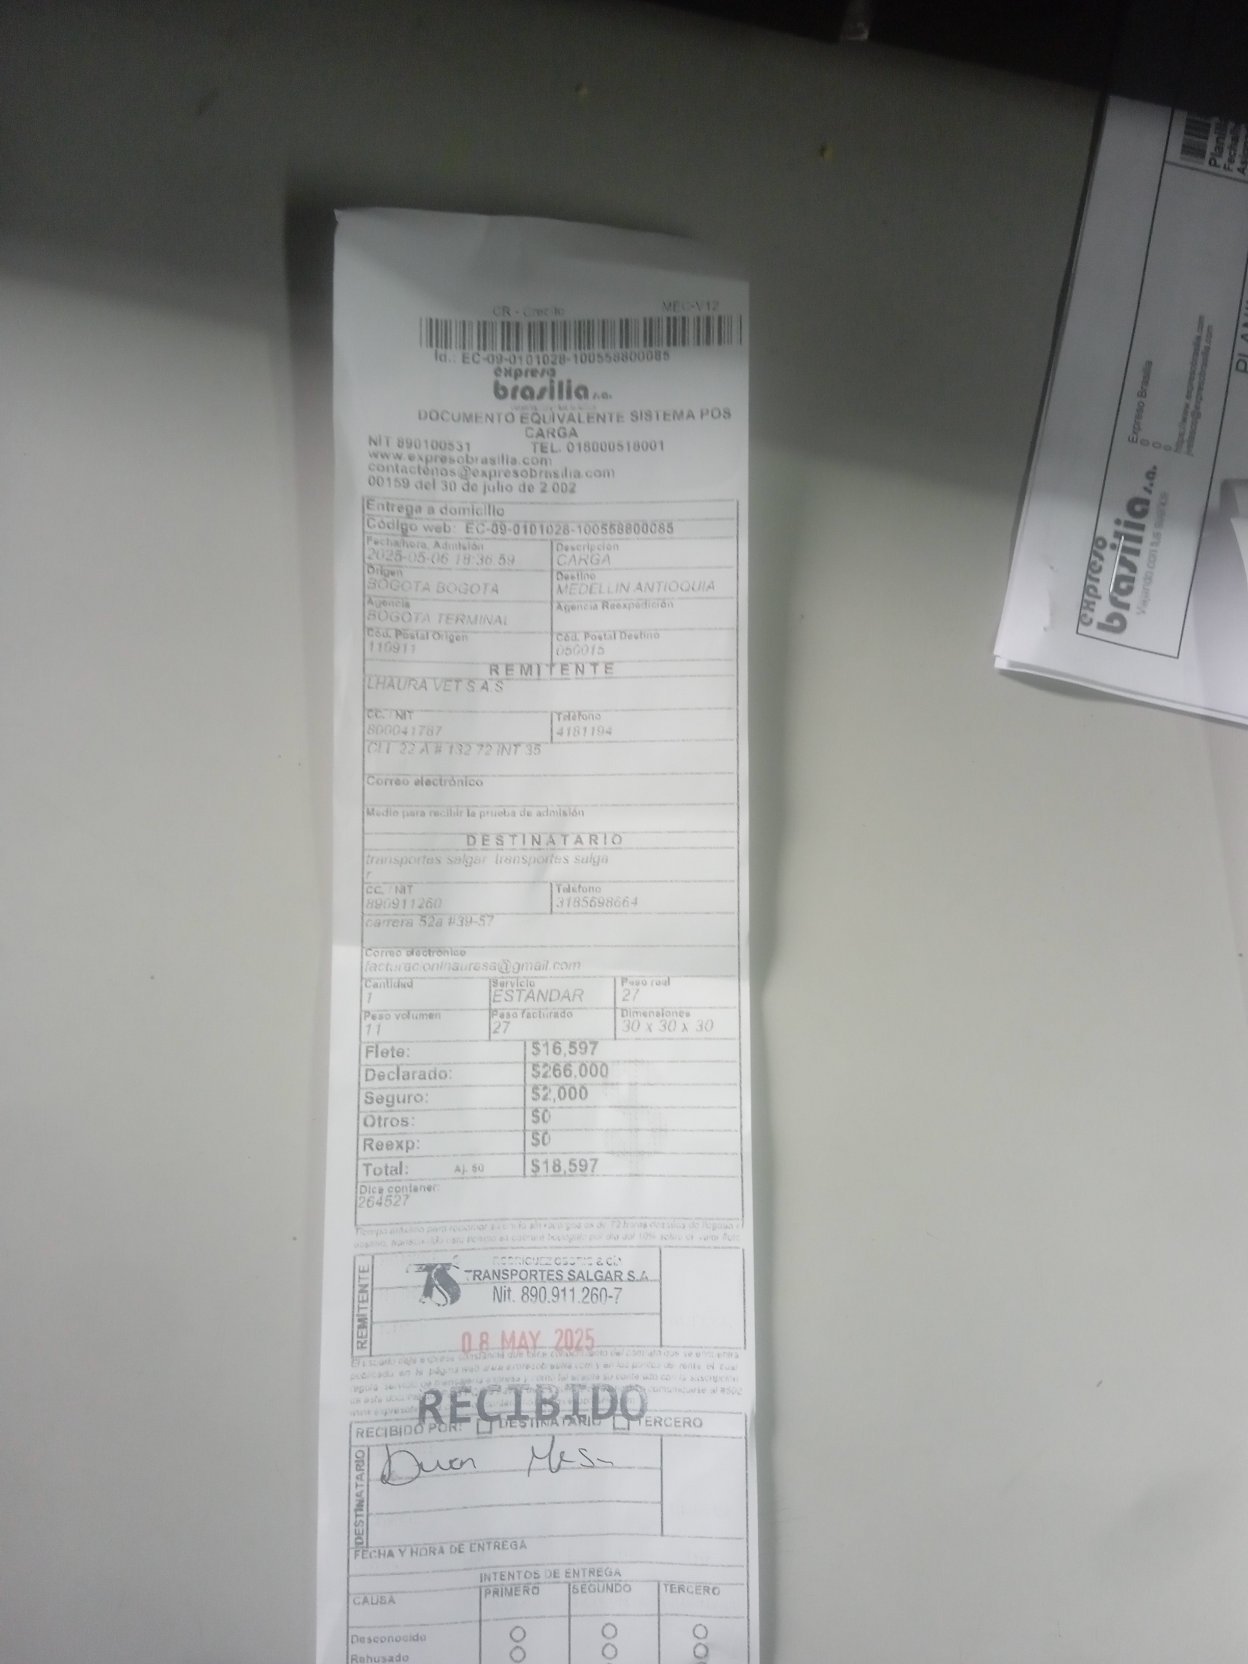 CR - Credito MEC-V12
Id.: EC-09-0101028-100558800085
expreso
brasilia s.a.
DOCUMENTO EQUIVALENTE SISTEMA POS
CARGA
NIT 890100531 TEL. 018000518001
www.expresobrasilia.com
contactenos@expresobrasilia.com
00159 del 30 de julio de 2.002
Entrega a domicilio
Código web: EC-09-0101028-100558800085
Fecha/hora, Admisión Descripción
2025-05-06 18:36:59 CARGA
Origen Destino
BOGOTA BOGOTA MEDELLIN ANTIOQUIA
Agencia Agencia Reexpedición
BOGOTA TERMINAL
Cód. Postal Origen Cód. Postal Destino
110911 050015
REMITENTE
LHAURA VET S.A.S
CC. / NIT Teléfono
800041787 4181194
CLL 22 A # 132 72 INT 35
Correo electrónico
Medio para recibir la prueba de admisión
DESTINATARIO
transportes salgar transportes salga
r
CC. / NIT Teléfono
890911260 3185698664
carrera 52a #39-57
Correo electrónico
facturacioninauresa@gmail.com
Cantidad Servicio Peso real
1 ESTANDAR 27
Peso volumen Peso facturado Dimensiones
11 27 30 x 30 x 30
Flete: $16,597
Declarado: $266,000
Seguro: $2,000
Otros: $0
Reexp: $0
Total: Aj. 50 $18,597
Dice contener:
264527
REMITENTE
TRANSPORTES SALGAR S.A.
Nit. 890.911.260-7
08 MAY 2025
RECIBIDO
RECIBIDO POR: DESTINATARIO TERCERO
DESTINATARIO
FECHA Y HORA DE ENTREGA
INTENTOS DE ENTREGA
CAUSA PRIMERO SEGUNDO TERCERO
Desconocido
Rehusado
expreso
brasilia s.a.
Viajando con tus sueños
Expreso Brasilia
0
0
0